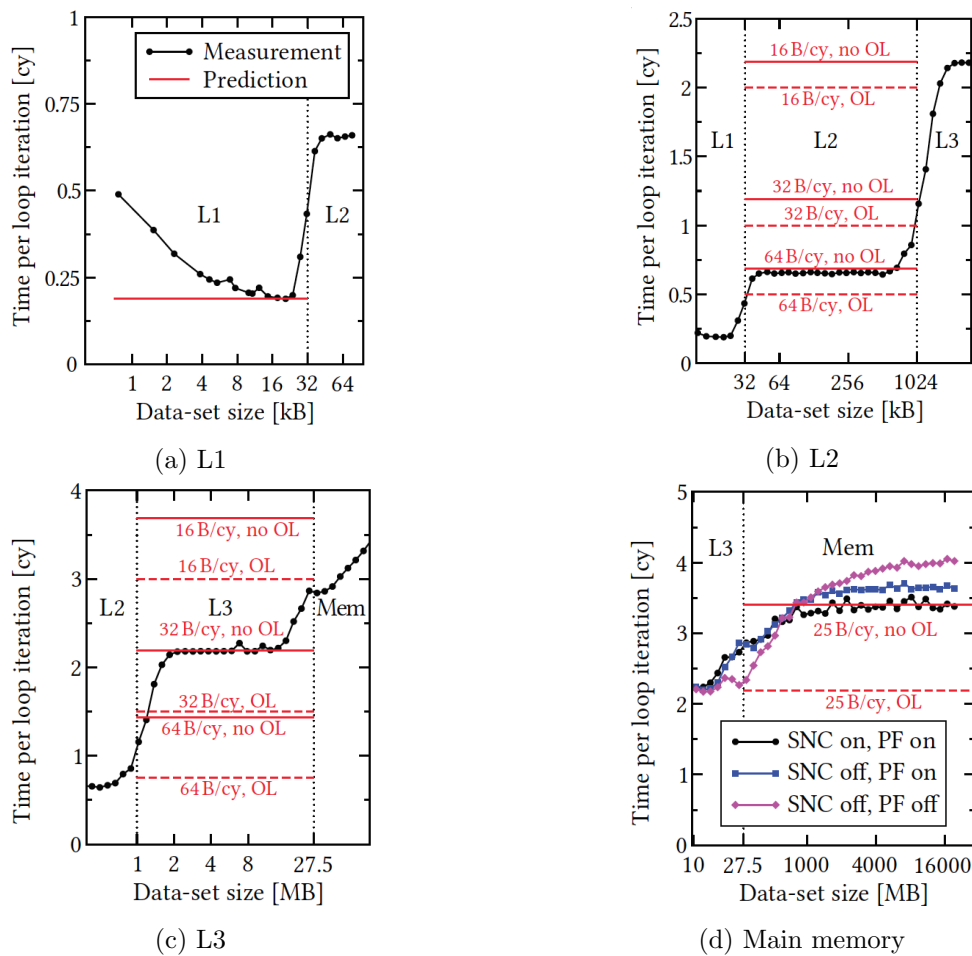 1
0.75
0.5
0.25
0
Time per loop iteration [cy]
Measurement
Prediction
L1
L2
1 2 4 8 16 32 64
Data-set size [kB]
(a) L1
2.5
2
1.5
1
0.5
0
Time per loop iteration [cy]
16 B/cy, no OL
16 B/cy, OL
L1
L2
L3
32 B/cy, no OL
32 B/cy, OL
64 B/cy, no OL
64 B/cy, OL
32 64 256 1024
Data-set size [kB]
(b) L2
4
3
2
1
0
Time per loop iteration [cy]
16 B/cy, no OL
16 B/cy, OL
L2
L3
Mem
32 B/cy, no OL
32 B/cy, OL
64 B/cy, no OL
64 B/cy, OL
1 2 4 8 27.5
Data-set size [MB]
(c) L3
5
4
3
2
1
0
Time per loop iteration [cy]
L3
Mem
25 B/cy, no OL
25 B/cy, OL
SNC on, PF on
SNC off, PF on
SNC off, PF off
10 27.5 1000 4000 16000
Data-set size [MB]
(d) Main memory